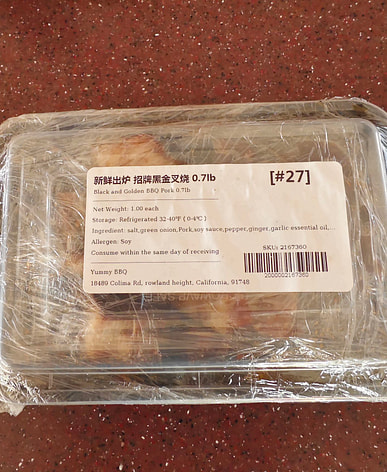 新鲜出炉 招牌黑金叉烧 0.7lb
[#27]
Black and Golden BBQ Pork 0.7lb
Net Weight: 1.00 each
Storage: Refrigerated 32-40℉ ( 0-4℃ )
Ingredient: salt,green onion,Pork,soy sauce,pepper,ginger,garlic essential oil,...
Allergen: Soy
Consume within the same day of receiving
SKU: 2167360
2000002167360
Yummy BBQ
18489 Colima Rd, rowland height, California, 91748